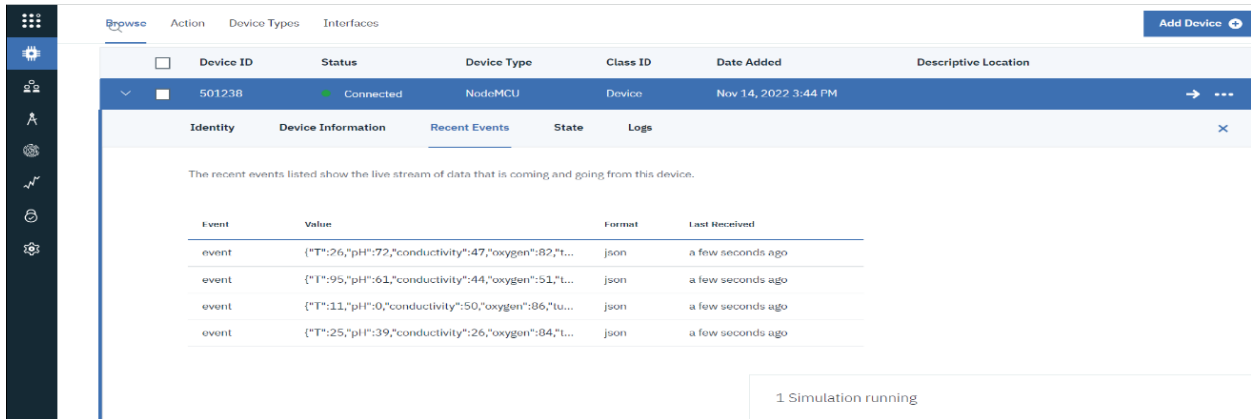 Browse Action Device Types Interfaces Add Device
Device ID Status Device Type Class ID Date Added Descriptive Location
501238 Connected NodeMCU Device Nov 14, 2022 3:44 PM
Identity Device Information Recent Events State Logs
The recent events listed show the live stream of data that is coming and going from this device.
Event Value Format Last Received
event {"T":26,"pH":72,"conductivity":47,"oxygen":82,"t... json a few seconds ago
event {"T":95,"pH":61,"conductivity":44,"oxygen":51,"t... json a few seconds ago
event {"T":11,"pH":0,"conductivity":50,"oxygen":86,"tu... json a few seconds ago
event {"T":25,"pH":39,"conductivity":26,"oxygen":84,"t... json a few seconds ago
1 Simulation running